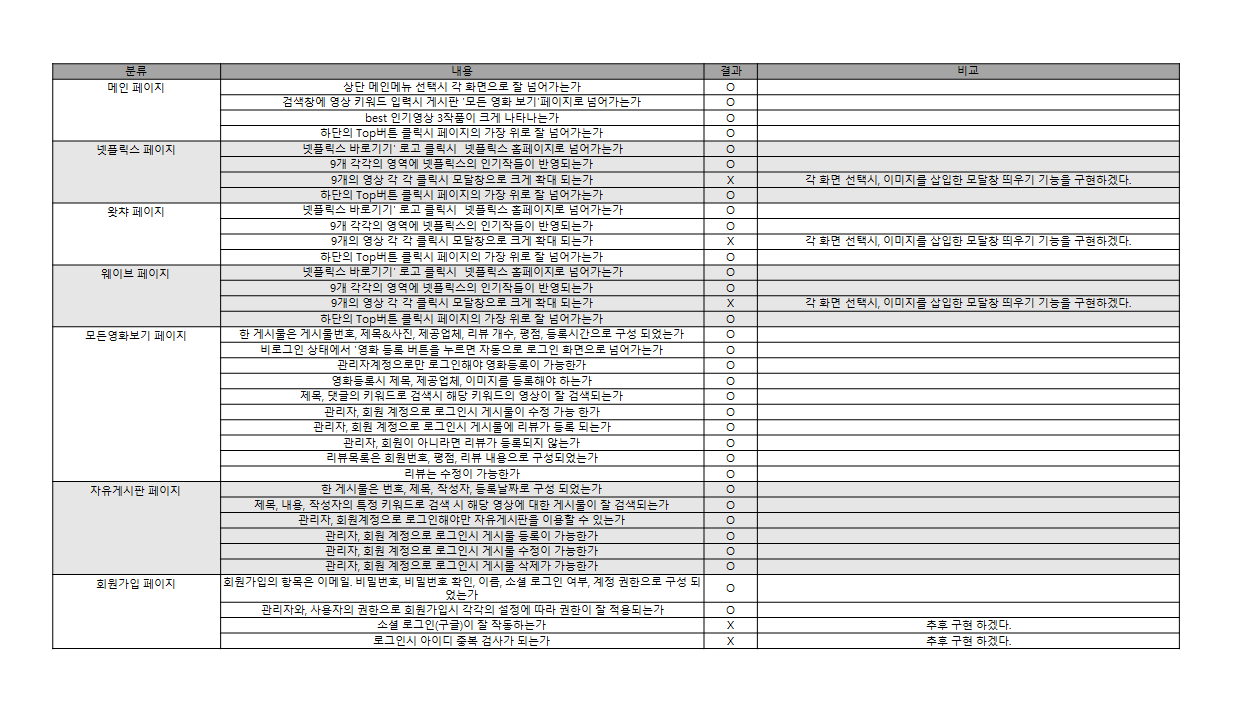 분류 내용 결과 비교
메인 페이지 상단 메인메뉴 선택시 각 화면으로 잘 넘어가는가 O
검색창에 영상 키워드 입력시 게시판 '모든 영화 보기'페이지로 넘어가는가 O
best 인기영상 3작품이 크게 나타나는가 O
하단의 Top버튼 클릭시 페이지의 가장 위로 잘 넘어가는가 O
넷플릭스 페이지 넷플릭스 바로기기' 로고 클릭시 넷플릭스 홈페이지로 넘어가는가 O
9개 각각의 영역에 넷플릭스의 인기작들이 반영되는가 O
9개의 영상 각 각 클릭시 모달창으로 크게 확대 되는가 X 각 화면 선택시, 이미지를 삽입한 모달창 띄우기 기능을 구현하겠다.
하단의 Top버튼 클릭시 페이지의 가장 위로 잘 넘어가는가 O
왓챠 페이지 넷플릭스 바로기기' 로고 클릭시 넷플릭스 홈페이지로 넘어가는가 O
9개 각각의 영역에 넷플릭스의 인기작들이 반영되는가 O
9개의 영상 각 각 클릭시 모달창으로 크게 확대 되는가 X 각 화면 선택시, 이미지를 삽입한 모달창 띄우기 기능을 구현하겠다.
하단의 Top버튼 클릭시 페이지의 가장 위로 잘 넘어가는가 O
웨이브 페이지 넷플릭스 바로기기' 로고 클릭시 넷플릭스 홈페이지로 넘어가는가 O
9개 각각의 영역에 넷플릭스의 인기작들이 반영되는가 O
9개의 영상 각 각 클릭시 모달창으로 크게 확대 되는가 X 각 화면 선택시, 이미지를 삽입한 모달창 띄우기 기능을 구현하겠다.
하단의 Top버튼 클릭시 페이지의 가장 위로 잘 넘어가는가 O
모든영화보기 페이지 한 게시물은 게시물번호, 제목&사진, 제공업체, 리뷰 개수, 평점, 등록시간으로 구성 되었는가 O
비로그인 상태에서 '영화 등록 버튼을 누르면 자동으로 로그인 화면으로 넘어가는가 O
관리자계정으로만 로그인해야 영화등록이 가능한가 O
영화등록시 제목, 제공업체, 이미지를 등록해야 하는가 O
제목, 댓글의 키워드로 검색시 해당 키워드의 영상이 잘 검색되는가 O
관리자, 회원 계정으로 로그인시 게시물이 수정 가능 한가 O
관리자, 회원 계정으로 로그인시 게시물에 리뷰가 등록 되는가 O
관리자, 회원이 아니라면 리뷰가 등록되지 않는가 O
리뷰목록은 회원번호, 평점, 리뷰 내용으로 구성되었는가 O
리뷰는 수정이 가능한가 O
자유게시판 페이지 한 게시물은 번호, 제목, 작성자, 등록날짜로 구성 되었는가 O
제목, 내용, 작성자의 특정 키워드로 검색 시 해당 영상에 대한 게시물이 잘 검색되는가 O
관리자, 회원계정으로 로그인해야만 자유게시판을 이용할 수 있는가 O
관리자, 회원 계정으로 로그인시 게시물 등록이 가능한가 O
관리자, 회원 계정으로 로그인시 게시물 수정이 가능한가 O
관리자, 회원 계정으로 로그인시 게시물 삭제가 가능한가 O
회원가입 페이지 회원가입의 항목은 이메일. 비밀번호, 비밀번호 확인, 이름, 소셜 로그인 여부, 계정 권한으로 구성 되
었는가 O
관리자와, 사용자의 권한으로 회원가입시 각각의 설정에 따라 권한이 잘 적용되는가 O
소셜 로그인(구글)이 잘 작동하는가 X 추후 구현 하겠다.
로그인시 아이디 중복 검사가 되는가 X 추후 구현 하겠다.